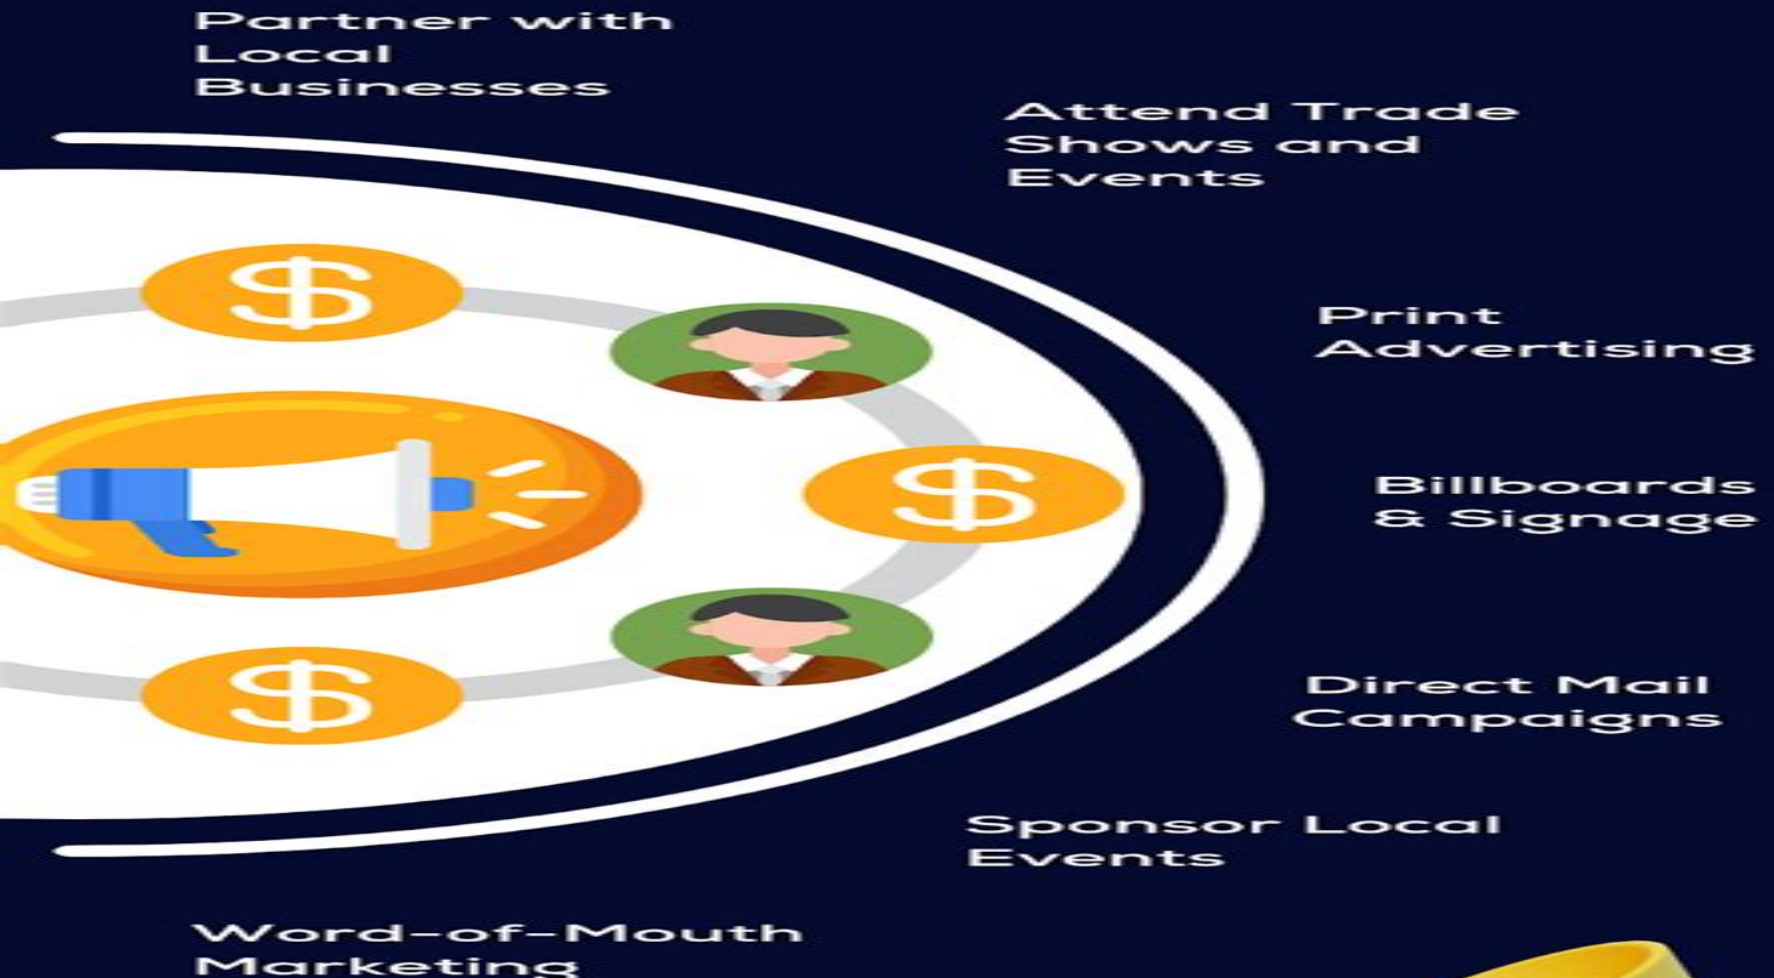 Partner with
Local
Businesses
Attend Trade
Shows and
Events
Print
Advertising
Billboards
& Signage
Direct Mail
Campaigns
Sponsor Local
Events
Word-of-Mouth
Marketing